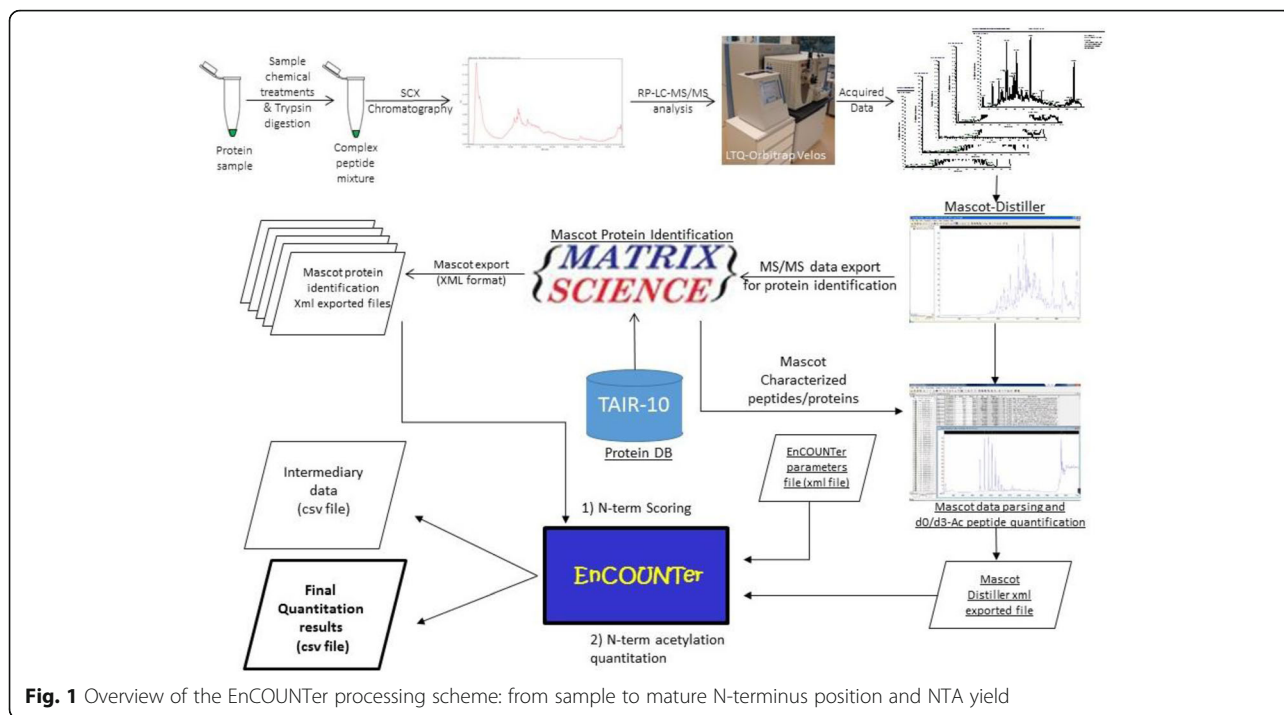 Sample
chemical
treatments
& Trypsin
digestion
Protein
sample
Complex
peptide
mixture
SCX
Chromatography
RP-LC-MS/MS
analysis
LTQ-Orbitrap Velos
Acquired
Data
Mascot-Distiller
MS/MS data export
for protein identification
Mascot Protein Identification
{MATRIX
SCIENCE}
Mascot export
(XML format)
Mascot protein
identification
Xml exported files
TAIR-10
Protein DB
Mascot
Characterized
peptides/proteins
Mascot data parsing and
d0/d3-Ac peptide quantification
EnCOUNTer
parameters
file (xml file)
Mascot
Distiller xml
exported file
1) N-term Scoring
EnCOUNTer
2) N-term acetylation
quantitation
Intermediary
data
(csv file)
Final
Quantitation
results
(csv file)
Fig. 1 Overview of the EnCOUNTer processing scheme: from sample to mature N-terminus position and NTA yield